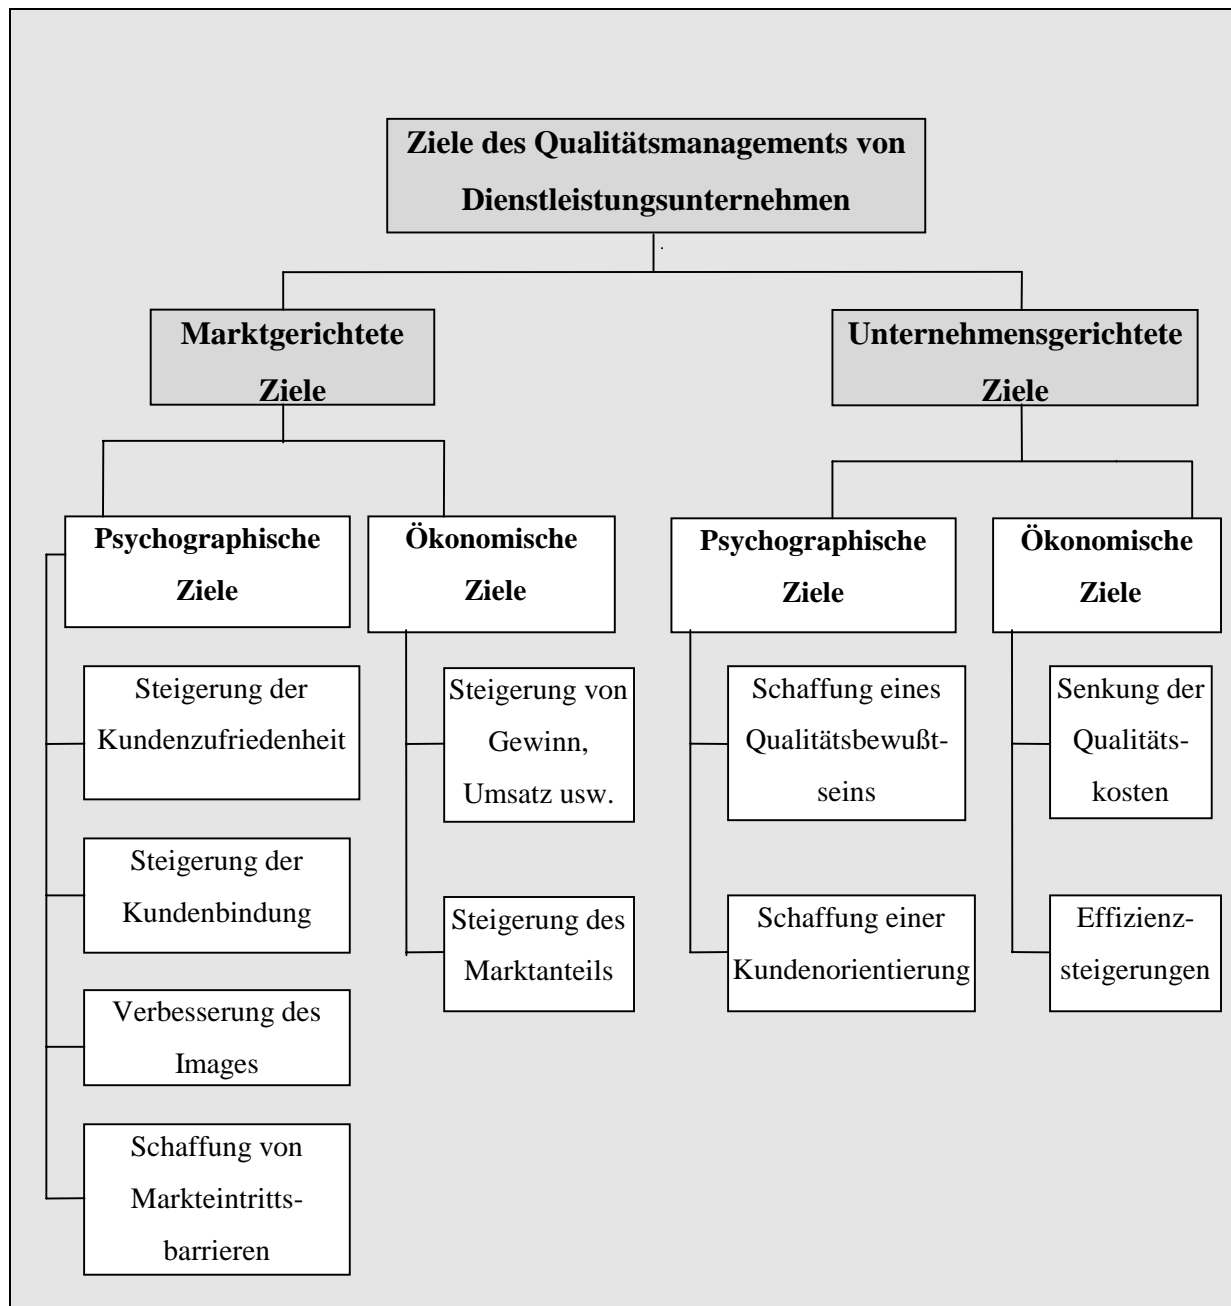 Ziele des Qualitätsmanagements von
Dienstleistungsunternehmen
Marktgerichtete
Ziele
Unternehmensgerichtete
Ziele
Psychographische
Ziele
Ökonomische
Ziele
Psychographische
Ziele
Ökonomische
Ziele
Steigerung der
Kundenzufriedenheit
Steigerung von
Gewinn,
Umsatz usw.
Schaffung eines
Qualitätsbewußt-
seins
Senkung der
Qualitäts-
kosten
Steigerung der
Kundenbindung
Steigerung des
Marktanteils
Schaffung einer
Kundenorientierung
Effizienz-
steigerungen
Verbesserung des
Images
Schaffung von
Markteintritts-
barrieren